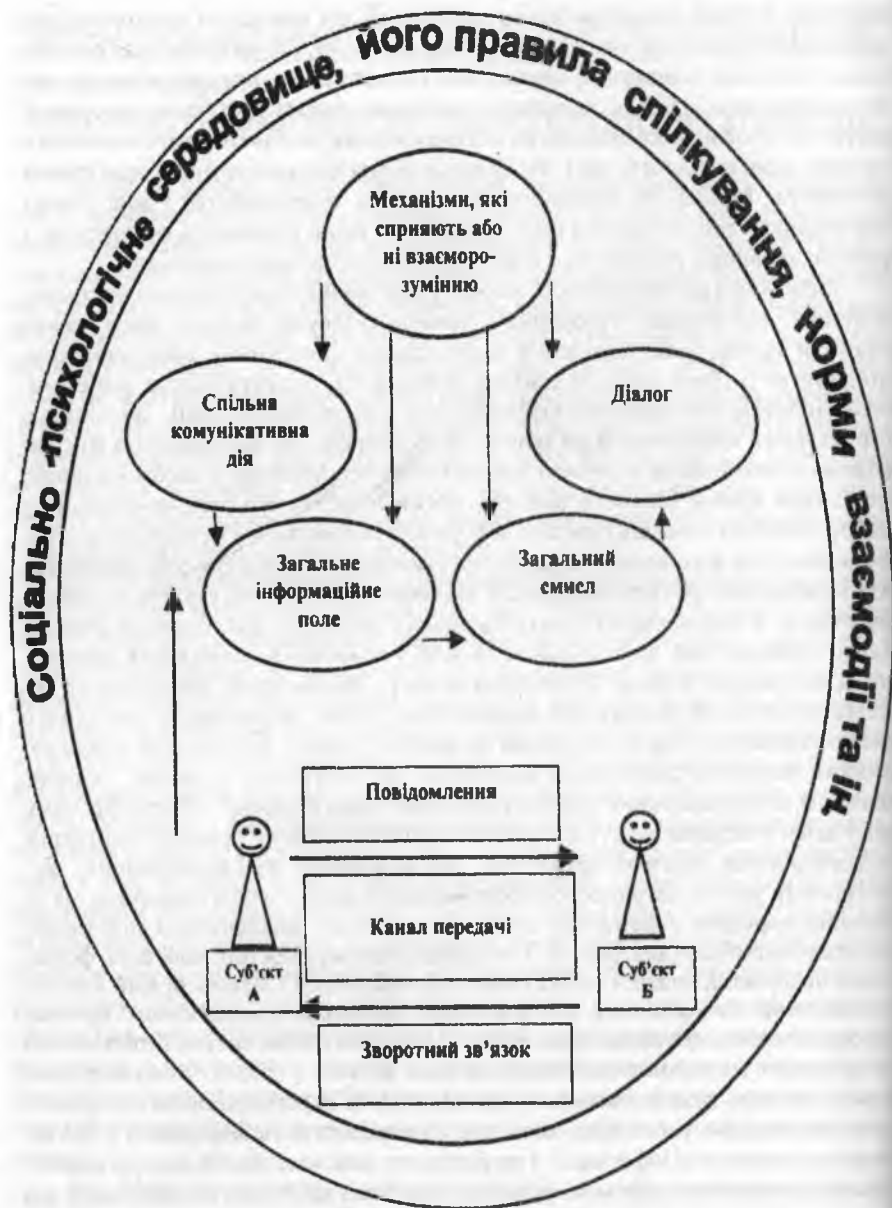 Соціально -психологічне середовище, його правила спілкування, норми взаємодії та ін.
Механізми, які
сприяють або
ні взаєморо-
зумінню
Спільна
комунікативна
дія
Діалог
Загальне
інформаційне
поле
Загальний
смисл
Повідомлення
Канал передачі
Суб'єкт
А
Суб'єкт
Б
Зворотний зв'язок